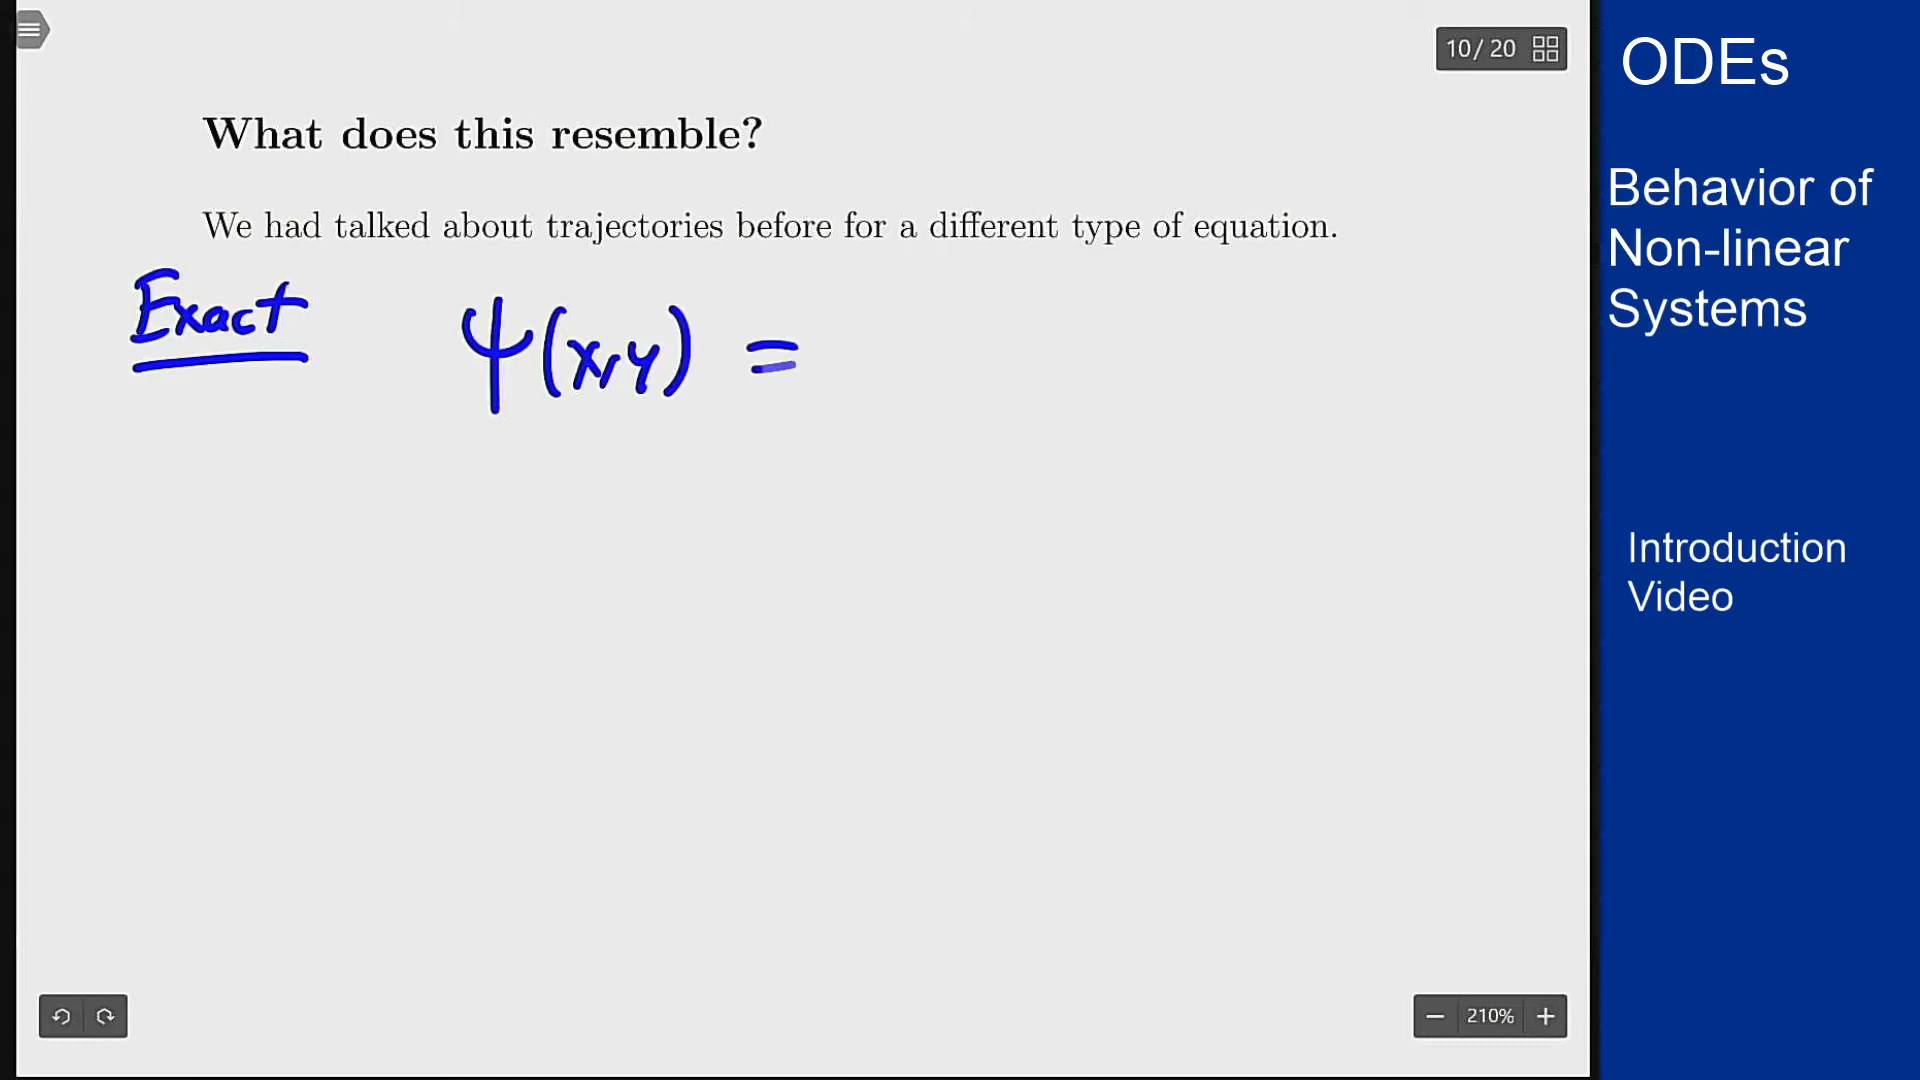 10 / 20
What does this resemble?
We had talked about trajectories before for a different type of equation.
Exact
Ψ(x,y) =
210%
ODEs
Behavior of
Non-linear
Systems
Introduction
Video